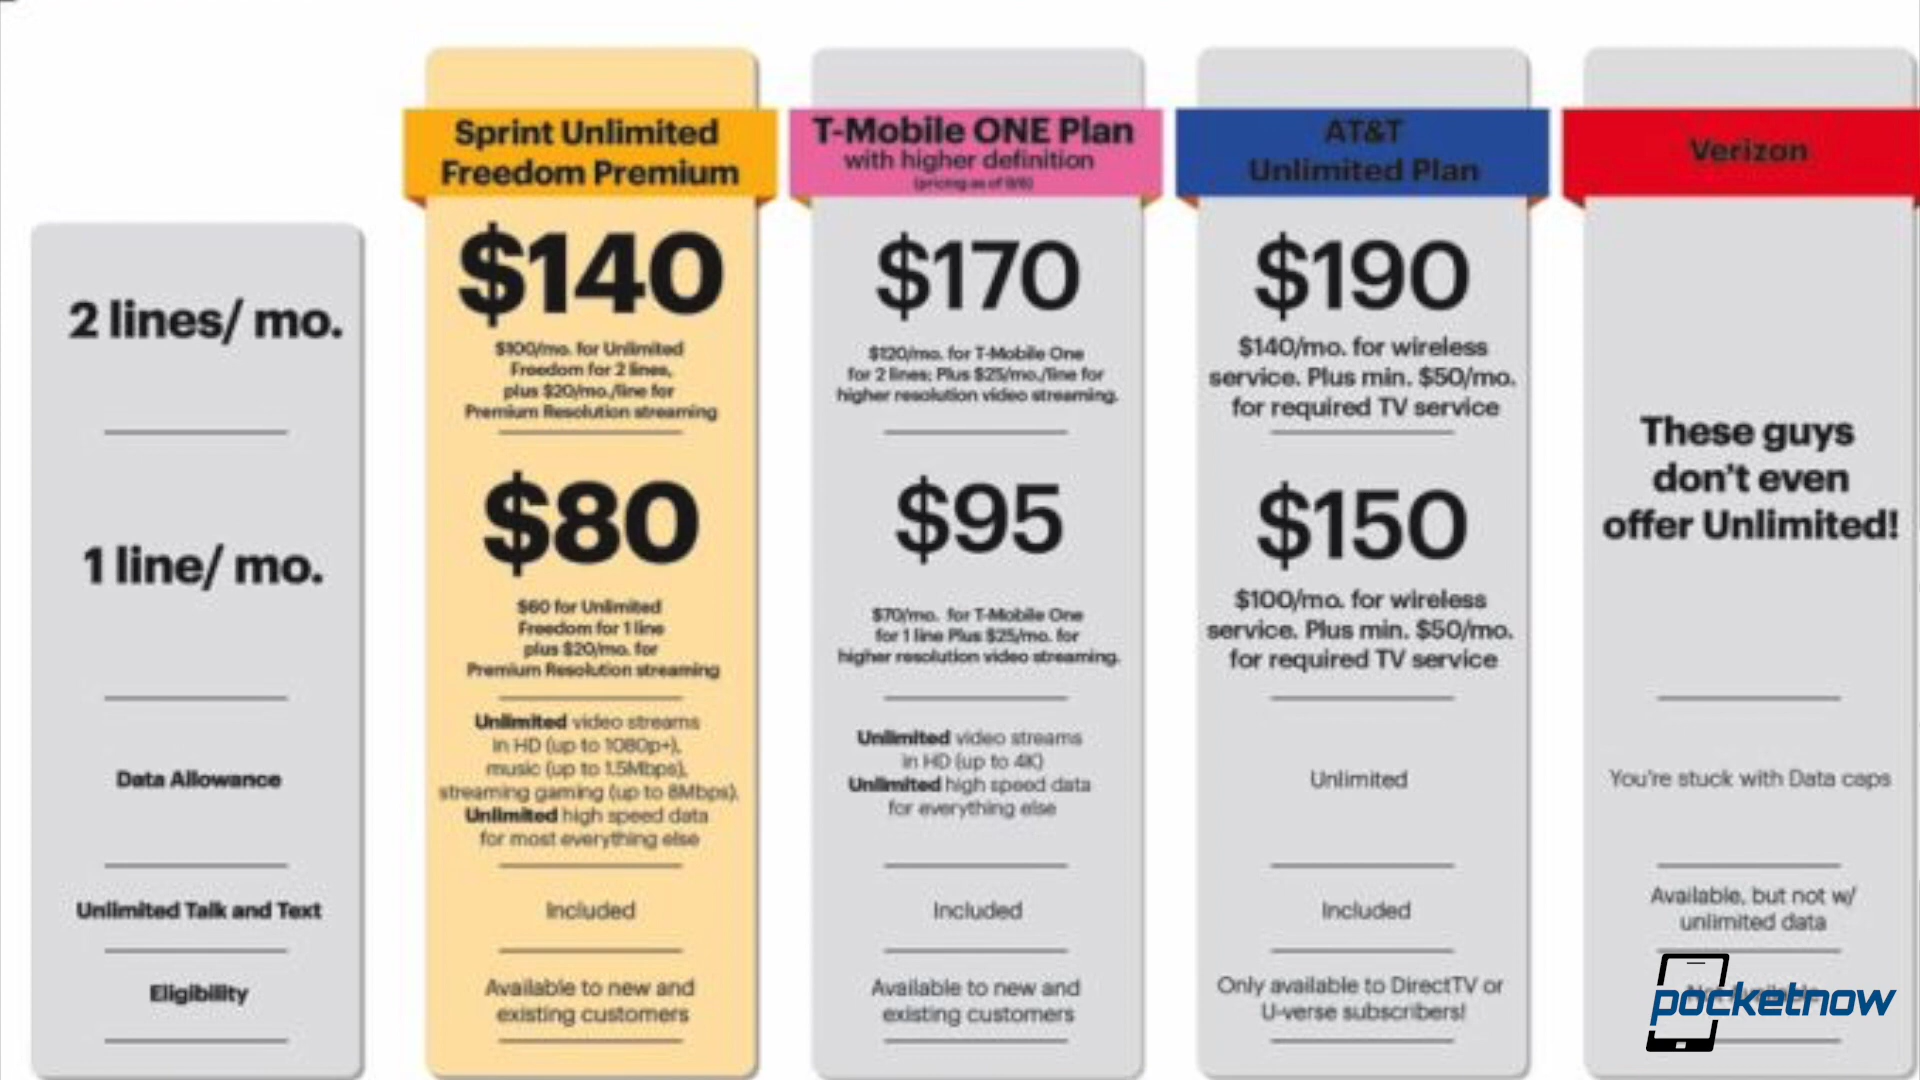 Sprint Unlimited
Freedom Premium
T-Mobile ONE Plan
with higher definition
(pricing as of 9/6)
AT&T
Unlimited Plan
Verizon
2 lines/ mo.
$140
$100/mo. for Unlimited
Freedom for 2 lines,
plus $20/mo./line for
Premium Resolution streaming
$170
$120/mo. for T-Mobile One
for 2 lines; Plus $25/mo./line for
higher resolution video streaming.
$190
$140/mo. for wireless
service. Plus min. $50/mo.
for required TV service
These guys
don't even
offer Unlimited!
1 line/ mo.
$80
$60 for Unlimited
Freedom for 1 line
plus $20/mo. for
Premium Resolution streaming
$95
$70/mo. for T-Mobile One
for 1 line Plus $25/mo. for
higher resolution video streaming.
$150
$100/mo. for wireless
service. Plus min. $50/mo.
for required TV service
Data Allowance
Unlimited video streams
in HD (up to 1080p+),
music (up to 1.5Mbps),
streaming gaming (up to 8Mbps).
Unlimited high speed data
for most everything else
Unlimited video streams
in HD (up to 4K)
Unlimited high speed data
for everything else
Unlimited
You're stuck with Data caps
Unlimited Talk and Text
Included
Included
Included
Available, but not w/
unlimited data
Eligibility
Available to new and
existing customers
Available to new and
existing customers
Only available to DirectTV or
U-verse subscribers!
pocketnow